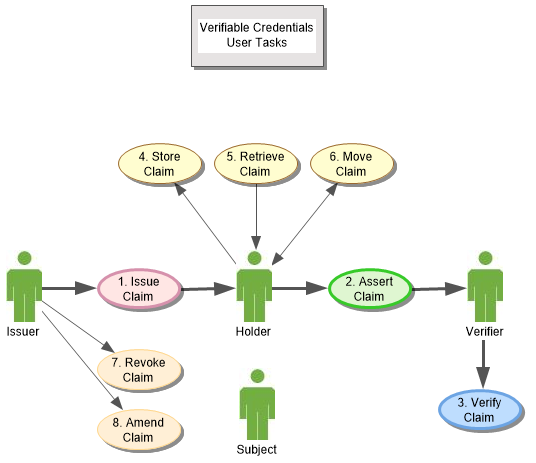 Verifiable Credentials
User Tasks
4. Store
Claim
5. Retrieve
Claim
6. Move
Claim
1. Issue
Claim
2. Assert
Claim
Issuer
Holder
Verifier
7. Revoke
Claim
3. Verify
Claim
8. Amend
Claim
Subject